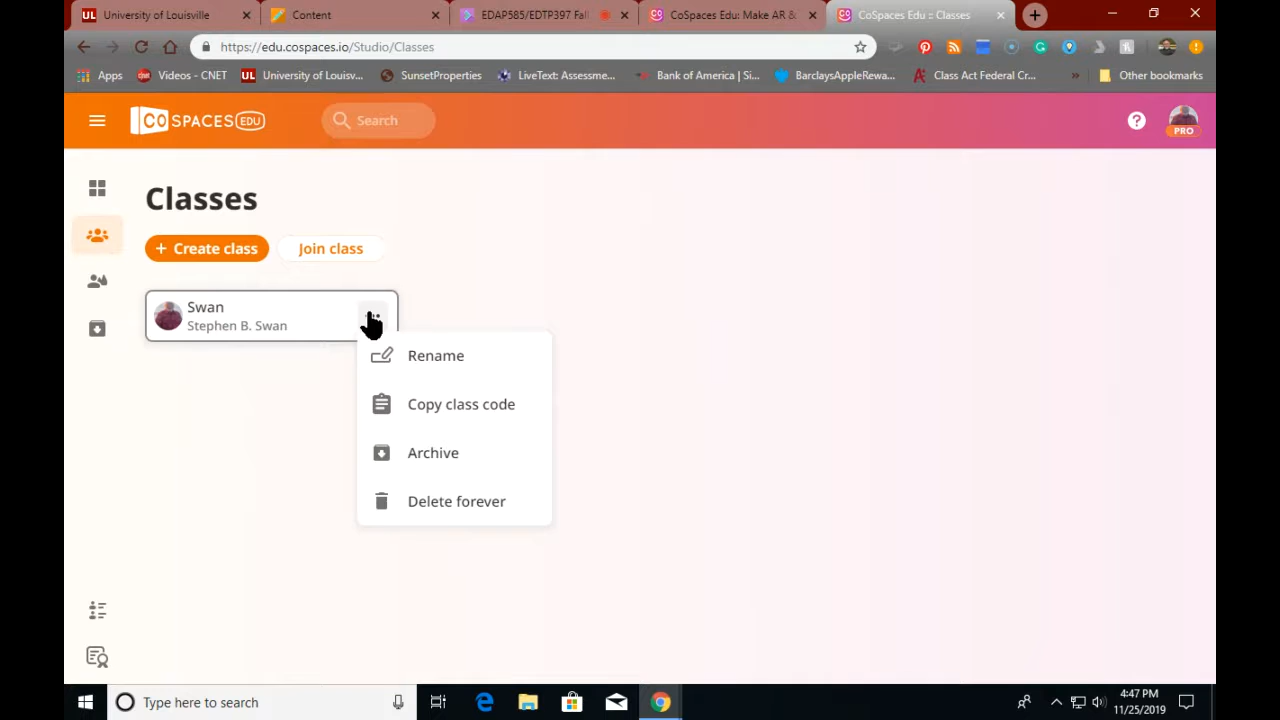 University of Louisville
Content
EDAP585/EDTP397 Fall
CoSpaces Edu: Make AR &
CoSpaces Edu :: Classes
https://edu.cospaces.io/Studio/Classes
Apps
Videos - CNET
University of Louisv...
SunsetProperties
LiveText: Assessme...
Bank of America | Si...
BarclaysAppleRewa...
Class Act Federal Cr...
»
Other bookmarks
COSPACES EDU
Search
PRO
Classes
+ Create class
Join class
Swan
Stephen B. Swan
Rename
Copy class code
Archive
Delete forever
Type here to search
4:47 PM
11/25/2019